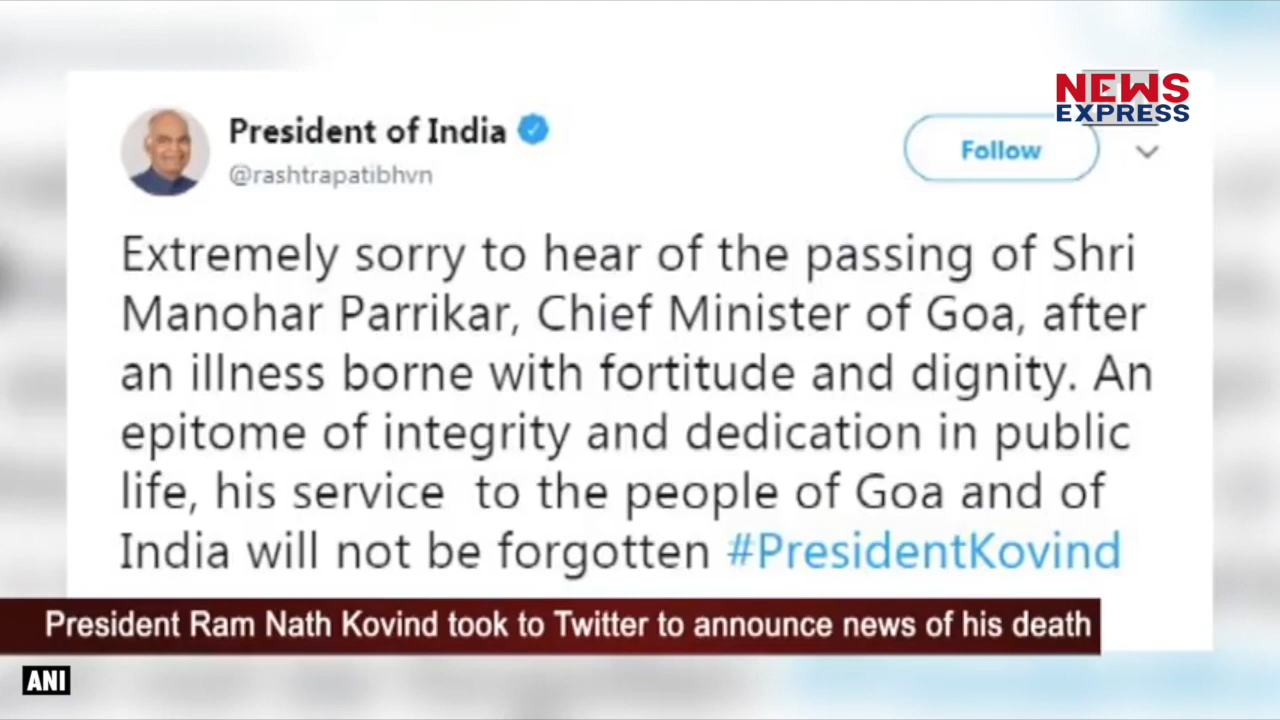 NEWS
EXPRESS
President of India
@rashtrapatibhvn
Follow
Extremely sorry to hear of the passing of Shri
Manohar Parrikar, Chief Minister of Goa, after
an illness borne with fortitude and dignity. An
epitome of integrity and dedication in public
life, his service to the people of Goa and of
India will not be forgotten #PresidentKovind
President Ram Nath Kovind took to Twitter to announce news of his death
ANI